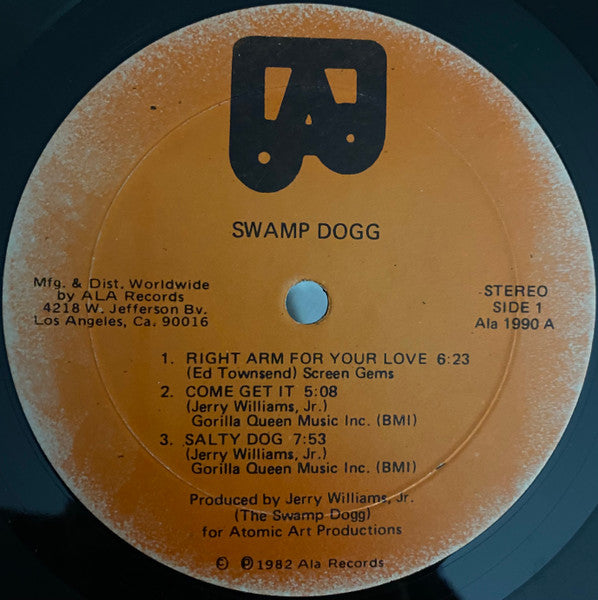 SWAMP DOGG
Mfg. & Dist. Worldwide
by ALA Records
4218 W. Jefferson Bv.
Los Angeles, Ca. 90016
STEREO
SIDE 1
Ala 1990 A
1. RIGHT ARM FOR YOUR LOVE 6:23
(Ed Townsend) Screen Gems
2. COME GET IT 5:08
(Jerry Williams, Jr.)
Gorilla Queen Music Inc. (BMI)
3. SALTY DOG 7:53
(Jerry Williams, Jr.)
Gorilla Queen Music Inc. (BMI)
Produced by Jerry Williams, Jr.
(The Swamp Dogg)
for Atomic Art Productions
© ℗ 1982 Ala Records